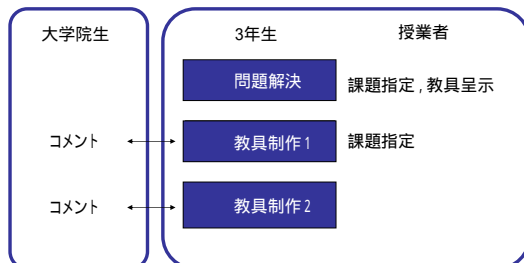 大学院生 3年生 授業者
問題解決 課題指定,教具呈示
コメント 教具制作1 課題指定
コメント 教具制作2